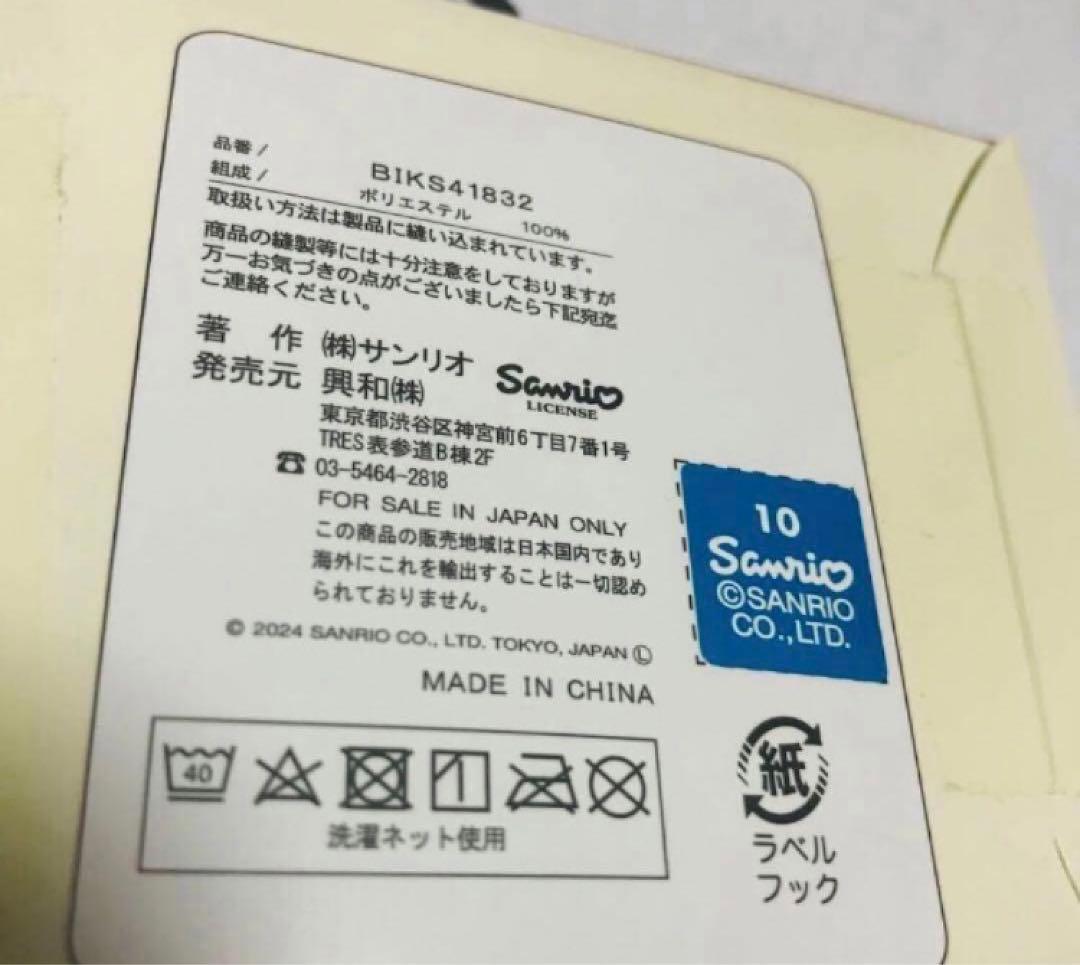 品番 / BIKS41832
組成 / ポリエステル 100%
取扱い方法は製品に縫い込まれています。
商品の縫製等には十分注意をしておりますが
万一お気づきの点がございましたら下記宛迄
ご連絡ください。
著 作 ㈱サンリオ Sanrio
LICENSE
発売元 興和㈱
東京都渋谷区神宮前6丁目7番1号
TRES表参道B棟2F
☎ 03-5464-2818
FOR SALE IN JAPAN ONLY
この商品の販売地域は日本国内であり
海外にこれを輸出することは一切認め
られておりません。
© 2024 SANRIO CO., LTD. TOKYO, JAPAN Ⓛ
MADE IN CHINA
10
Sanrio
©SANRIO
CO.,LTD.
40
洗濯ネット使用
紙
ラベル
フック